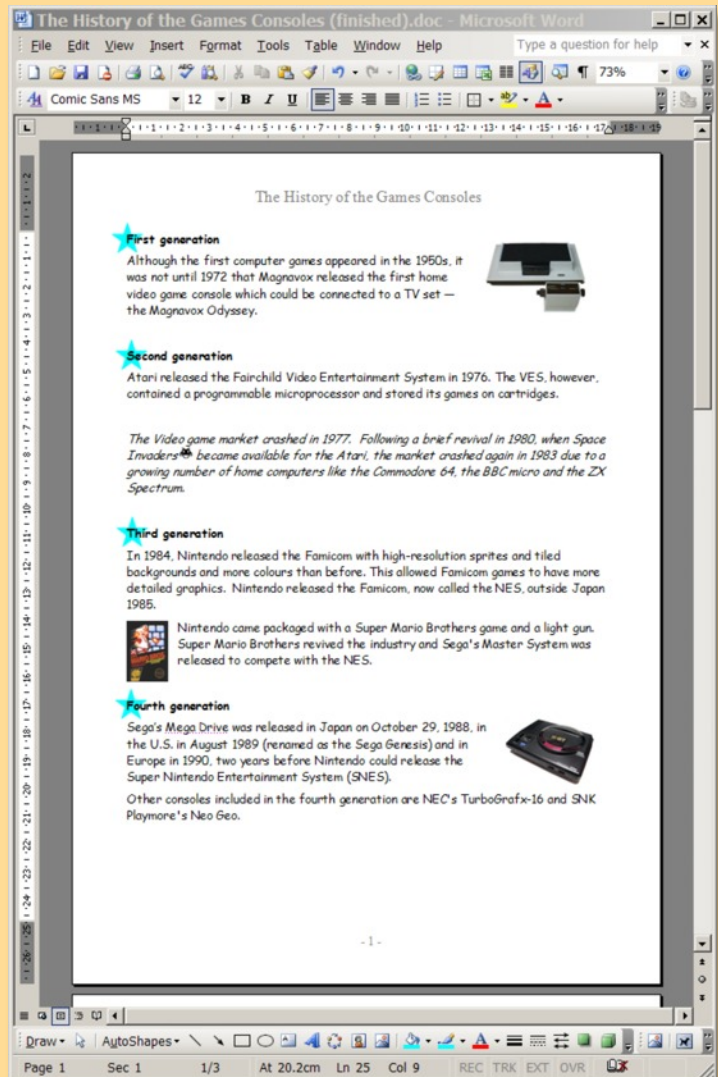 The History of the Games Consoles (finished).doc - Microsoft Word
File Edit View Insert Format Tools Table Window Help Type a question for help
73%
Comic Sans MS 12 B I U
The History of the Games Consoles
First generation
Although the first computer games appeared in the 1950s, it
was not until 1972 that Magnavox released the first home
video game console which could be connected to a TV set —
the Magnavox Odyssey.
Second generation
Atari released the Fairchild Video Entertainment System in 1976. The VES, however,
contained a programmable microprocessor and stored its games on cartridges.
The Video game market crashed in 1977. Following a brief revival in 1980, when Space
Invaders became available for the Atari, the market crashed again in 1983 due to a
growing number of home computers like the Commodore 64, the BBC micro and the ZX
Spectrum.
Third generation
In 1984, Nintendo released the Famicom with high-resolution sprites and tiled
backgrounds and more colours than before. This allowed Famicom games to have more
detailed graphics. Nintendo released the Famicom, now called the NES, outside Japan
1985.
Nintendo came packaged with a Super Mario Brothers game and a light gun.
Super Mario Brothers revived the industry and Sega's Master System was
released to compete with the NES.
Fourth generation
Sega's Mega Drive was released in Japan on October 29, 1988, in
the U.S. in August 1989 (renamed as the Sega Genesis) and in
Europe in 1990, two years before Nintendo could release the
Super Nintendo Entertainment System (SNES).
Other consoles included in the fourth generation are NEC's TurboGrafx-16 and SNK
Playmore's Neo Geo.
- 1 -
Draw AutoShapes
Page 1 Sec 1 1/3 At 20.2cm Ln 25 Col 9 REC TRK EXT OVR